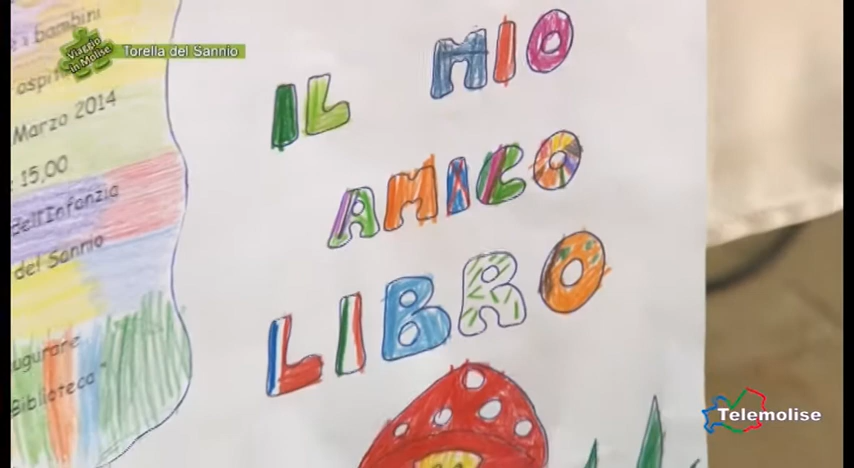 Viaggio
in Molise
Torella del Sannio
i bambini
Marzo 2014
15,00
dell'Infanzia
del Sannio
Biblioteca
IL MIO
AMICO
LIBRO
Telemolise